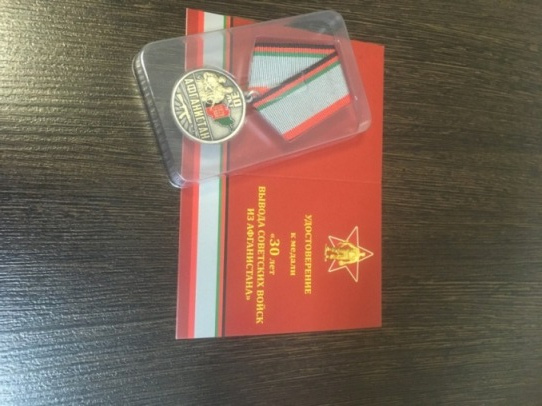 АФГАНИСТАН
УДОСТОВЕРЕНИЕ
к медали
«30 лет
ВЫВОДА СОВЕТСКИХ ВОЙСК
ИЗ АФГАНИСТАНА»